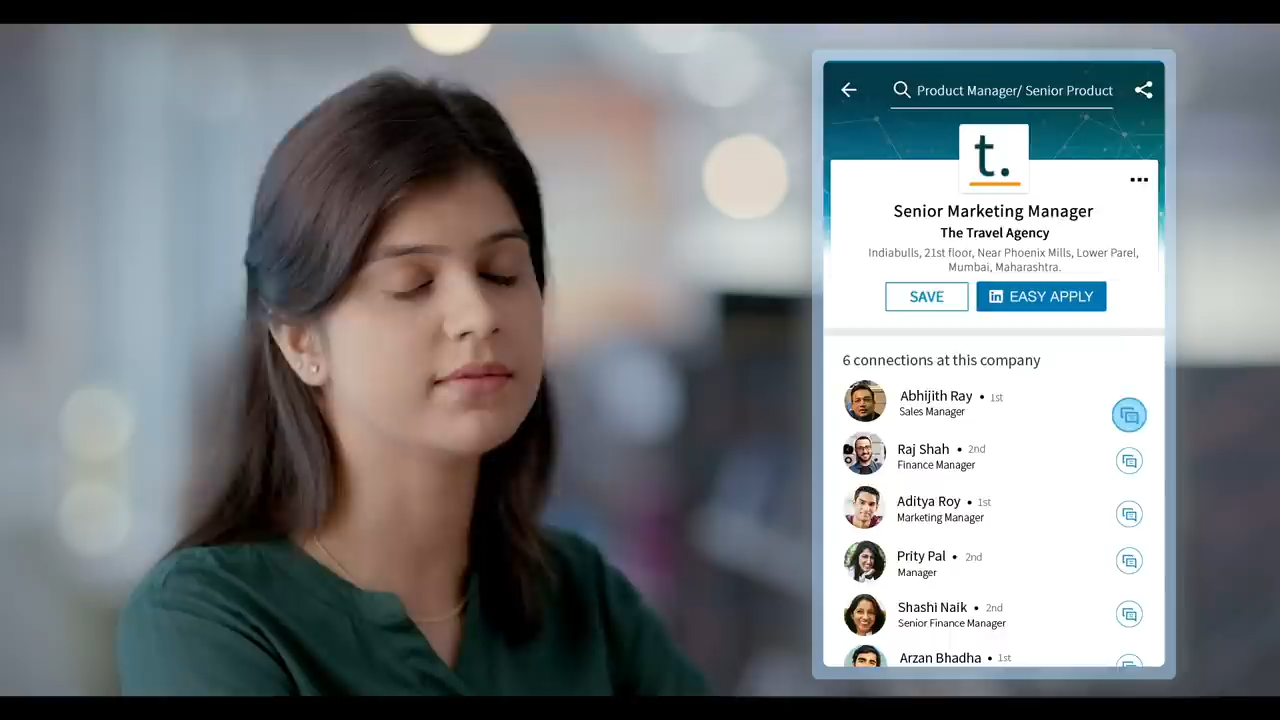 Product Manager/ Senior Product
t.
Senior Marketing Manager
The Travel Agency
Indiabulls, 21st floor, Near Phoenix Mills, Lower Parel,
Mumbai, Maharashtra.
SAVE
in EASY APPLY
6 connections at this company
Abhijith Ray • 1st
Sales Manager
Raj Shah • 2nd
Finance Manager
Aditya Roy • 1st
Marketing Manager
Prity Pal • 2nd
Manager
Shashi Naik • 2nd
Senior Finance Manager
Arzan Bhadha • 1st